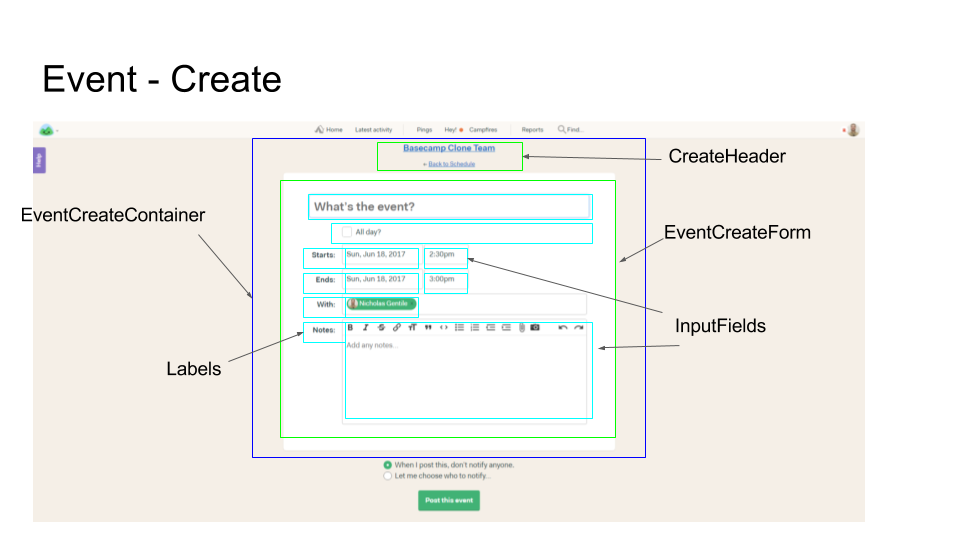 Event - Create
Home Latest activity Pings Hey! Campfires Reports Find...
Help
Basecamp Clone Team
← Back to Schedule
CreateHeader
What's the event?
EventCreateContainer
All day?
EventCreateForm
Starts: Sun, Jun 18, 2017 2:30pm
Ends: Sun, Jun 18, 2017 3:00pm
With: Nicholas Gentile
InputFields
Notes:
Add any notes...
Labels
When I post this, don't notify anyone.
Let me choose who to notify...
Post this event